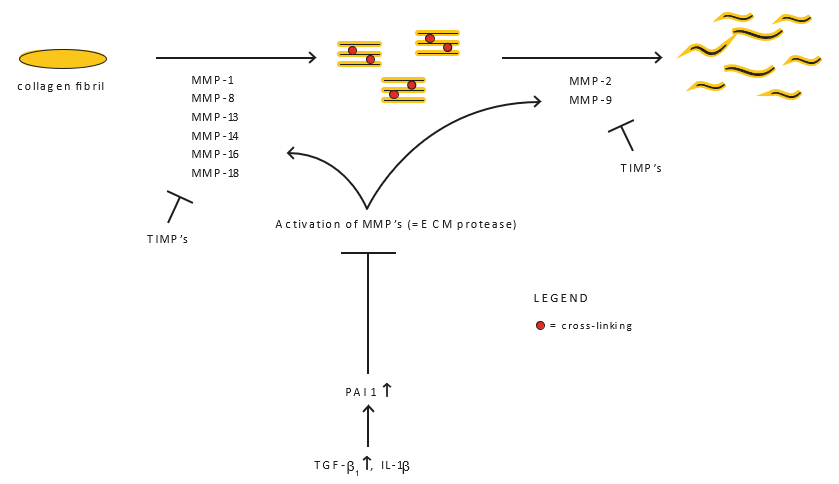 collagen fibril
MMP-1
MMP-8
MMP-13
MMP-14
MMP-16
MMP-18
TIMP's
MMP-2
MMP-9
TIMP's
Activation of MMP's (=ECM protease)
LEGEND
= cross-linking
PAI1↑
TGF-β₁↑, IL-1β